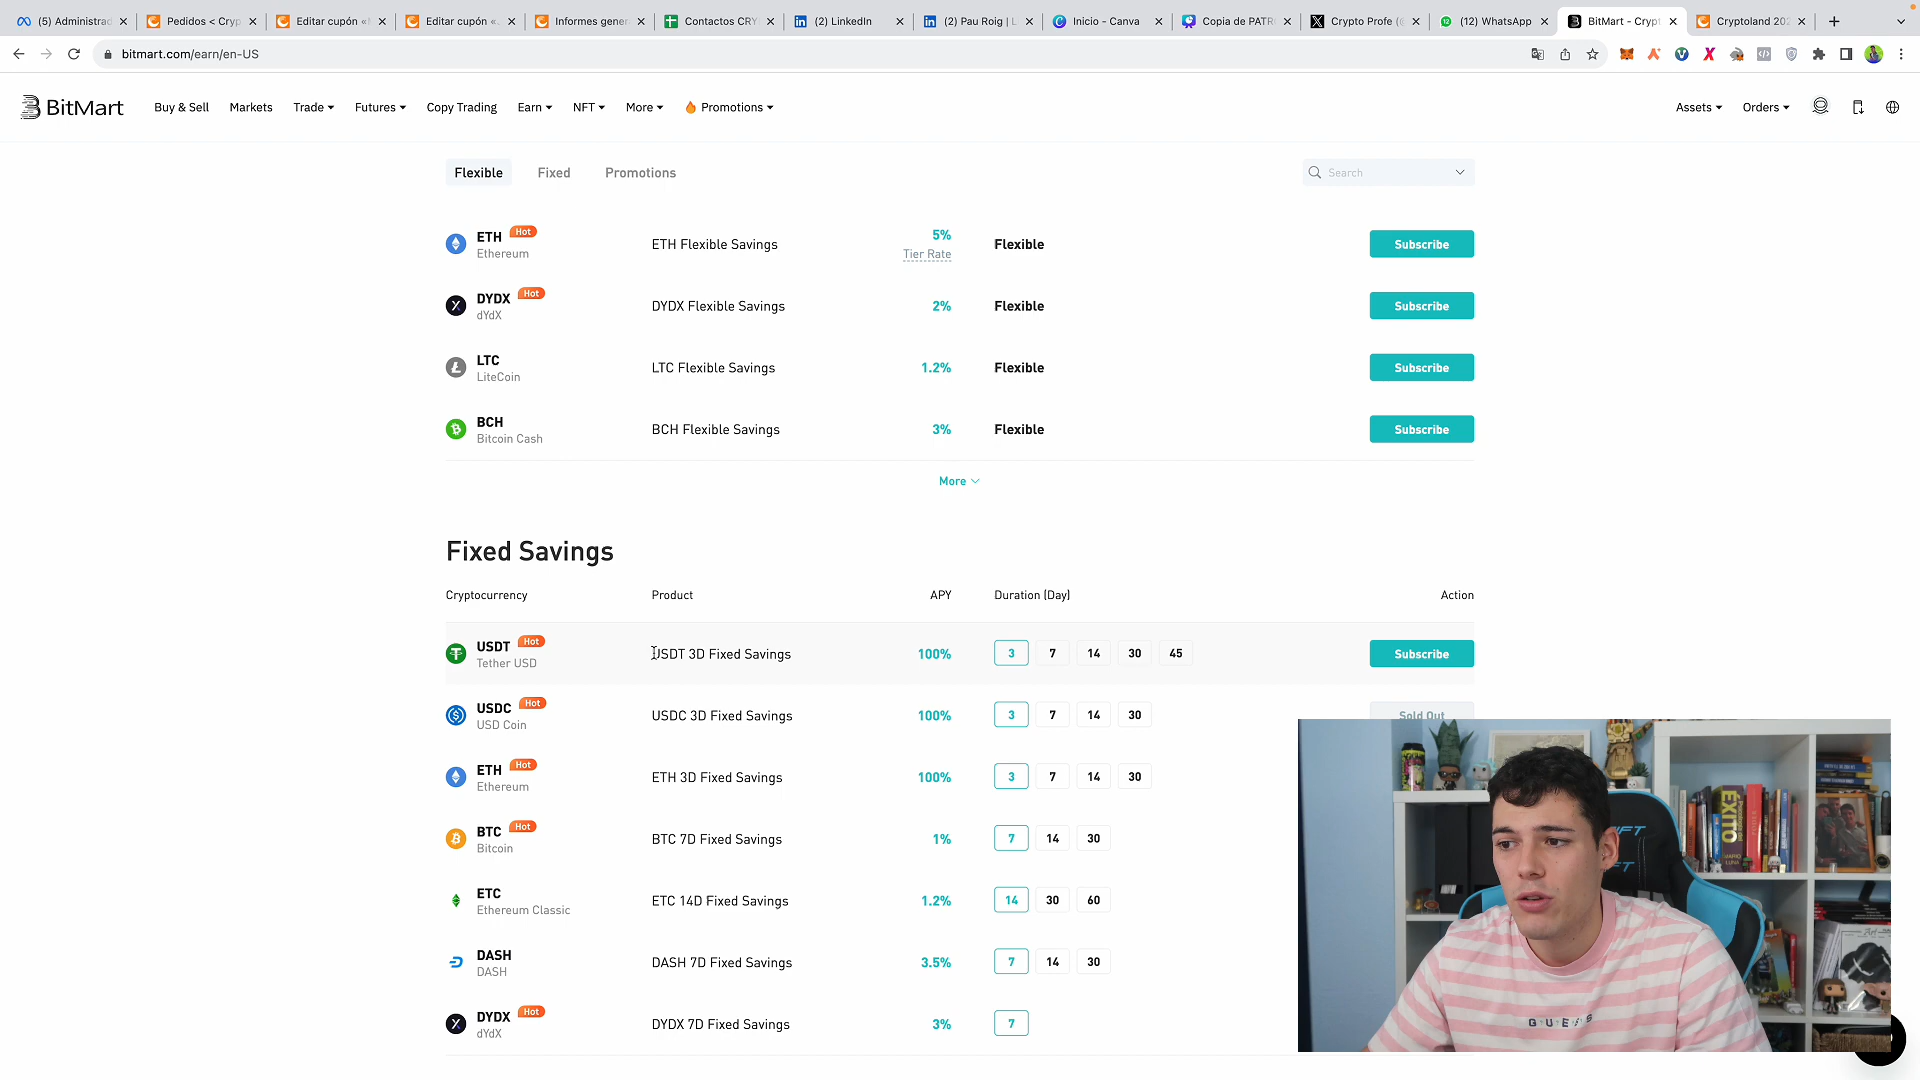 (5) Administrad
Pedidos < Cryp
Editar cupón «
Editar cupón «
Informes gener
Contactos CRY
(2) LinkedIn
(2) Pau Roig | L
Inicio - Canva
Copia de PATR
Crypto Profe (@
(12) WhatsApp
BitMart - Crypt
Cryptoland 202
bitmart.com/earn/en-US
BitMart Buy & Sell Markets Trade Futures Copy Trading Earn NFT More Promotions Assets Orders
Flexible Fixed Promotions Search
ETH Hot
Ethereum
ETH Flexible Savings
5%
Tier Rate
Flexible
Subscribe
DYDX Hot
dYdX
DYDX Flexible Savings
2%
Flexible
Subscribe
LTC
LiteCoin
LTC Flexible Savings
1.2%
Flexible
Subscribe
BCH
Bitcoin Cash
BCH Flexible Savings
3%
Flexible
Subscribe
More
Fixed Savings
Cryptocurrency Product APY Duration (Day) Action
USDT Hot
Tether USD
USDT 3D Fixed Savings
100%
3 7 14 30 45
Subscribe
USDC Hot
USD Coin
USDC 3D Fixed Savings
100%
3 7 14 30
Sold Out
ETH Hot
Ethereum
ETH 3D Fixed Savings
100%
3 7 14 30
BTC Hot
Bitcoin
BTC 7D Fixed Savings
1%
7 14 30
ETC
Ethereum Classic
ETC 14D Fixed Savings
1.2%
14 30 60
DASH
DASH
DASH 7D Fixed Savings
3.5%
7 14 30
DYDX Hot
dYdX
DYDX 7D Fixed Savings
3%
7
EXITO
GUESS